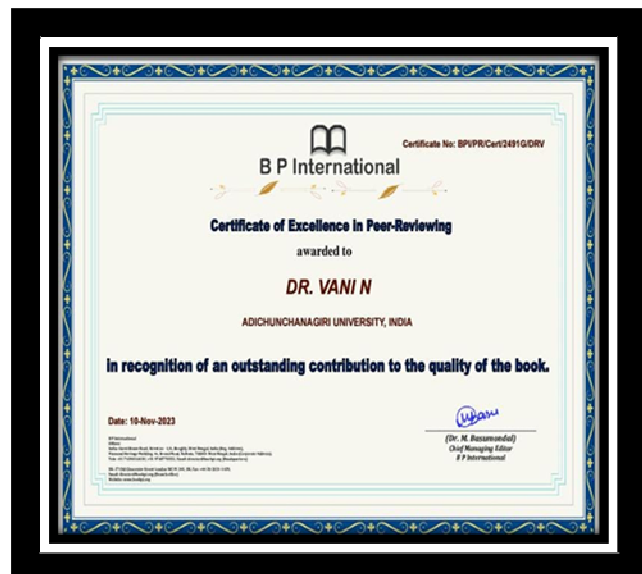 Certificate No: BPI/PR/Cert/2491G/DRV
B P International
Certificate of Excellence in Peer-Reviewing
awarded to
DR. VANI N
ADICHUNCHANAGIRI UNIVERSITY, INDIA
in recognition of an outstanding contribution to the quality of the book.
Date: 10-Nov-2023
(Dr. M. Basumondal)
Chief Managing Editor
B P International
B P International